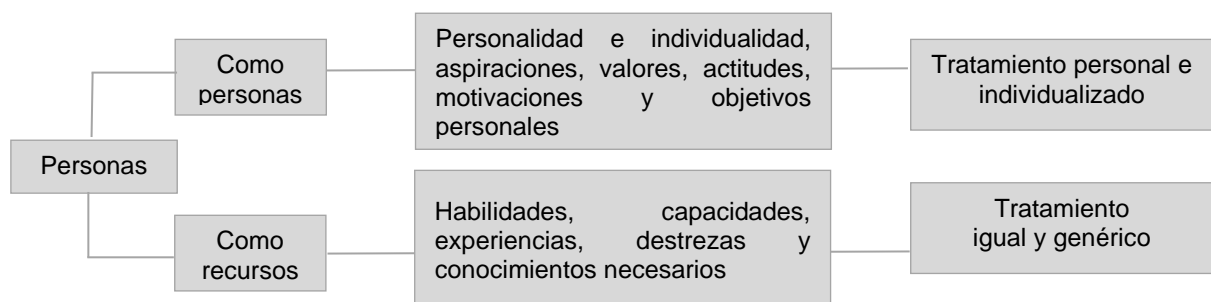 Como
personas
Personalidad e individualidad,
aspiraciones, valores, actitudes,
motivaciones y objetivos
personales
Tratamiento personal e
individualizado
Personas
Como
recursos
Habilidades, capacidades,
experiencias, destrezas y
conocimientos necesarios
Tratamiento
igual y genérico